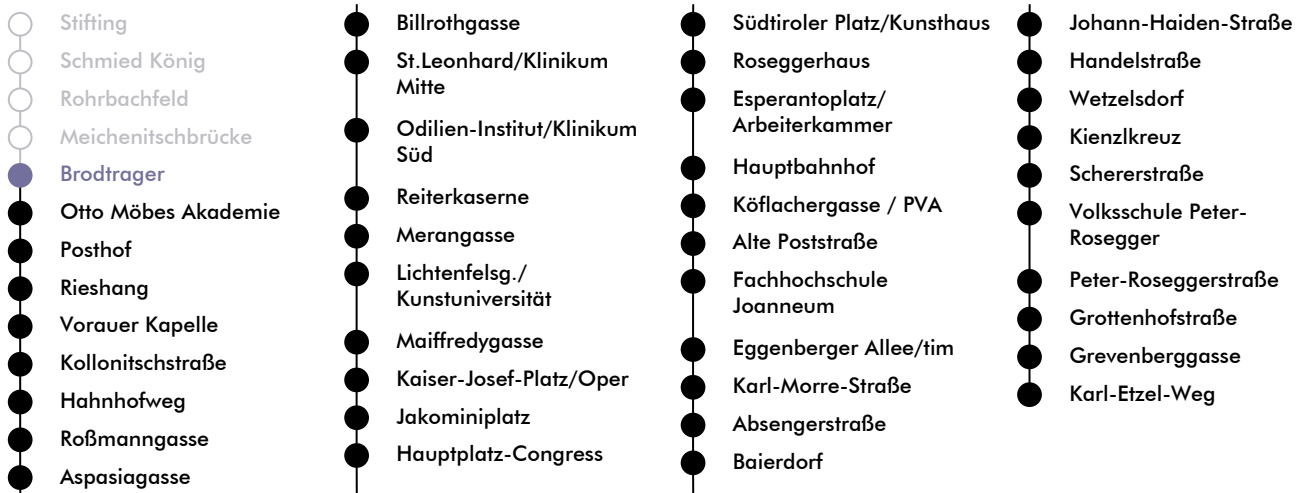 Stifting
Schmied König
Rohrbachfeld
Meichenitschbrücke
Brodtrager
Otto Möbes Akademie
Posthof
Rieshang
Vorauer Kapelle
Kollonitschstraße
Hahnhofweg
Roßmanngasse
Aspasiagasse
Billrothgasse
St.Leonhard/Klinikum
Mitte
Odilien-Institut/Klinikum
Süd
Reiterkaserne
Merangasse
Lichtenfelsg./
Kunstuniversität
Maiffredygasse
Kaiser-Josef-Platz/Oper
Jakominiplatz
Hauptplatz-Congress
Südtiroler Platz/Kunsthaus
Roseggerhaus
Esperantoplatz/
Arbeiterkammer
Hauptbahnhof
Köflachergasse / PVA
Alte Poststraße
Fachhochschule
Joanneum
Eggenberger Allee/tim
Karl-Morre-Straße
Absengerstraße
Baierdorf
Johann-Haiden-Straße
Handelstraße
Wetzelsdorf
Kienzlkreuz
Schererstraße
Volksschule Peter-
Rosegger
Peter-Roseggerstraße
Grottenhofstraße
Grevenberggasse
Karl-Etzel-Weg